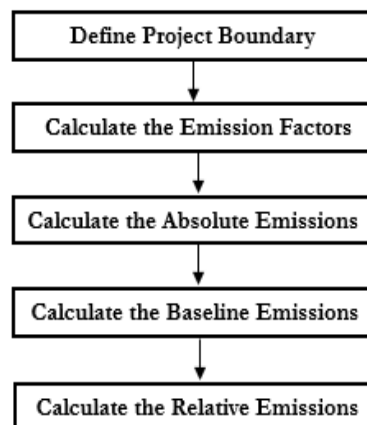 Define Project Boundary
Calculate the Emission Factors
Calculate the Absolute Emissions
Calculate the Baseline Emissions
Calculate the Relative Emissions